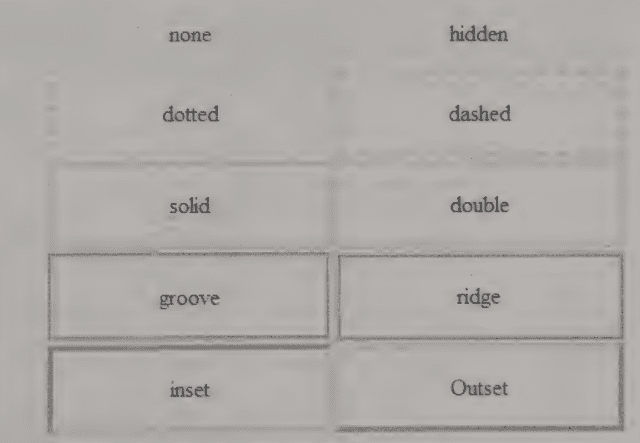 none hidden
dotted dashed
solid double
groove ridge
inset Outset